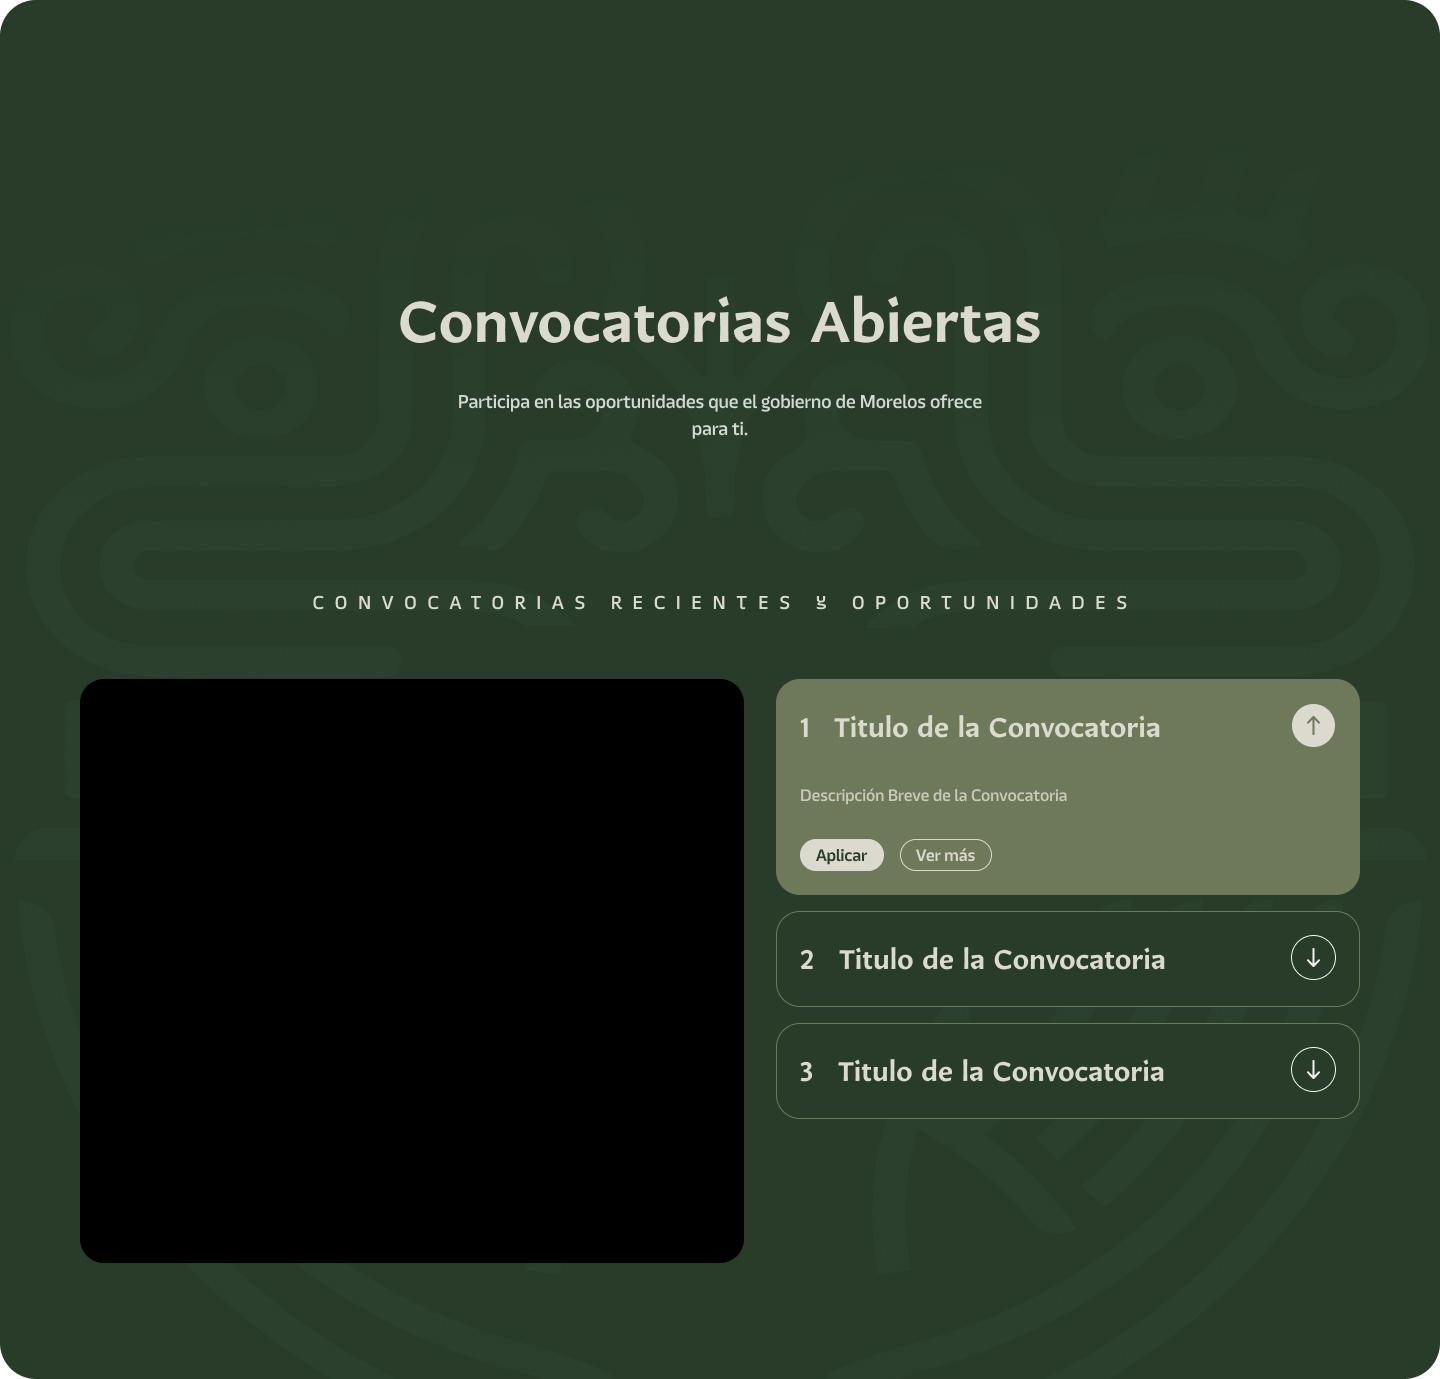 Convocatorias Abiertas
Participa en las oportunidades que el gobierno de Morelos ofrece
para ti.
CONVOCATORIAS RECIENTES y OPORTUNIDADES
1 Titulo de la Convocatoria
Descripción Breve de la Convocatoria
Aplicar Ver más
2 Titulo de la Convocatoria
3 Titulo de la Convocatoria